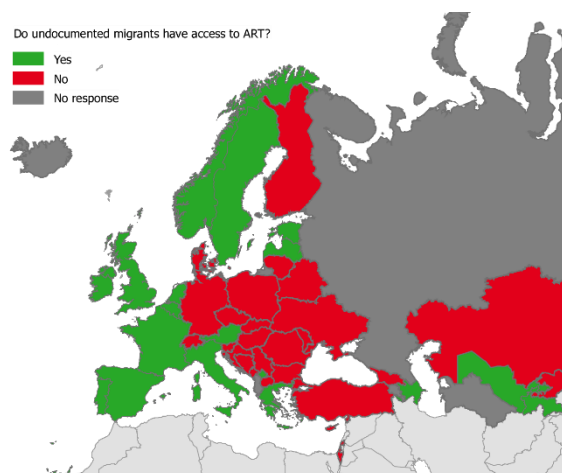 Do undocumented migrants have access to ART?
Yes
No
No response